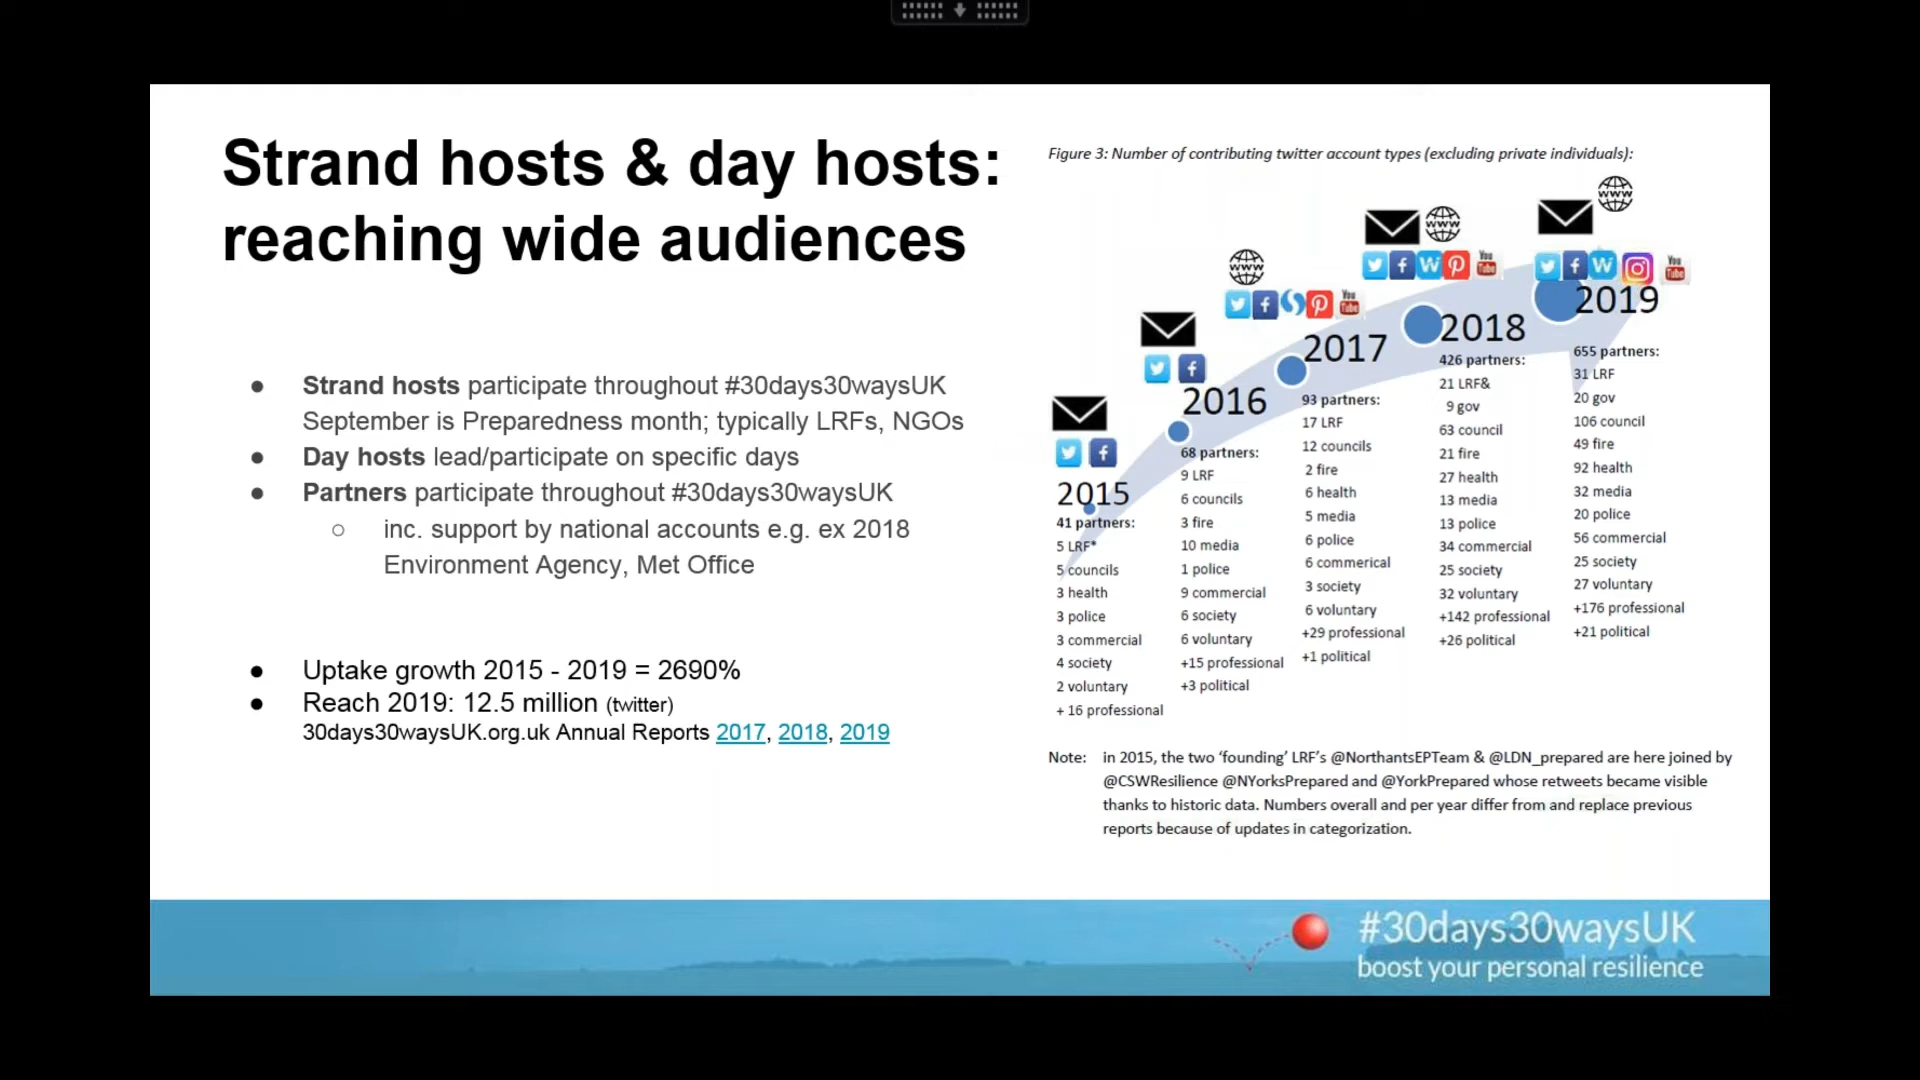 Strand hosts & day hosts:
reaching wide audiences
● Strand hosts participate throughout #30days30waysUK
September is Preparedness month; typically LRFs, NGOs
● Day hosts lead/participate on specific days
● Partners participate throughout #30days30waysUK
○ inc. support by national accounts e.g. ex 2018
Environment Agency, Met Office
● Uptake growth 2015 - 2019 = 2690%
● Reach 2019: 12.5 million (twitter)
30days30waysUK.org.uk Annual Reports 2017, 2018, 2019
Figure 3: Number of contributing twitter account types (excluding private individuals):
2015
41 partners:
5 LRF*
5 councils
3 health
3 police
3 commercial
4 society
2 voluntary
+ 16 professional
2016
68 partners:
9 LRF
6 councils
3 fire
10 media
1 police
9 commercial
6 society
6 voluntary
+15 professional
+3 political
WWW
You
Tube
2017
93 partners:
17 LRF
12 councils
2 fire
6 health
5 media
6 police
6 commerical
3 society
6 voluntary
+29 professional
+1 political
WWW
You
Tube
2018
426 partners:
21 LRF&
9 gov
63 council
21 fire
27 health
13 media
13 police
34 commercial
25 society
32 voluntary
+142 professional
+26 political
WWW
You
Tube
2019
655 partners:
31 LRF
20 gov
106 council
49 fire
92 health
32 media
20 police
56 commercial
25 society
27 voluntary
+176 professional
+21 political
Note: in 2015, the two ‘founding’ LRF’s @NorthantsEPTeam & @LDN_prepared are here joined by
@CSWResilience @NYorksPrepared and @YorkPrepared whose retweets became visible
thanks to historic data. Numbers overall and per year differ from and replace previous
reports because of updates in categorization.
#30days30waysUK
boost your personal resilience